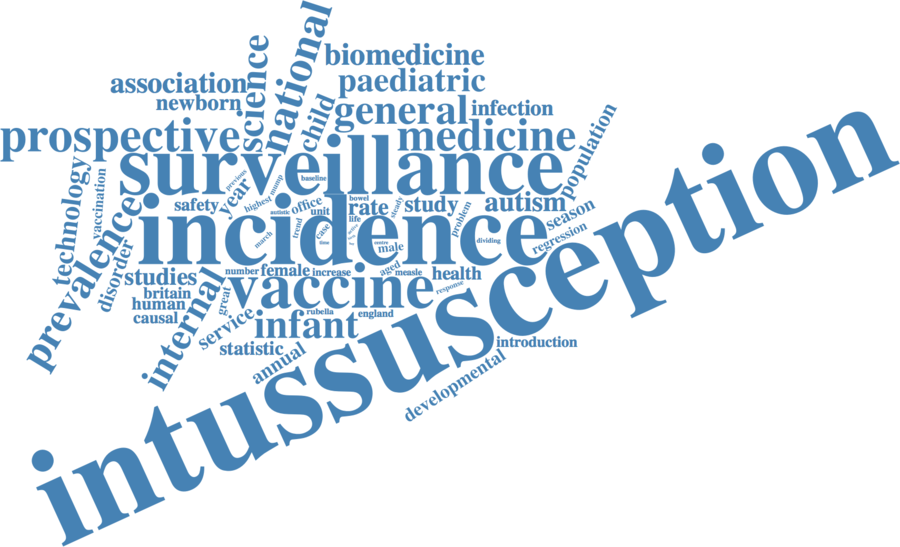 national
science
biomedicine
association
paediatric
newborn
child
general
infection
prospective
medicine
population
surveillance
technology
vaccination
previous
mump
baseline
year
highest
safety
office
bowel
rate
steady
study
autism
season
autistic
unit
life
problem
prevalence
incidence
trend
case
time
march
centre
male
dividing
regression
disorder
studies
number
female
increase
aged
measle
health
response
britain
human
causal
internal
great
vaccine
rubella
england
service
infant
statistic
annual
introduction
developmental
intussusception